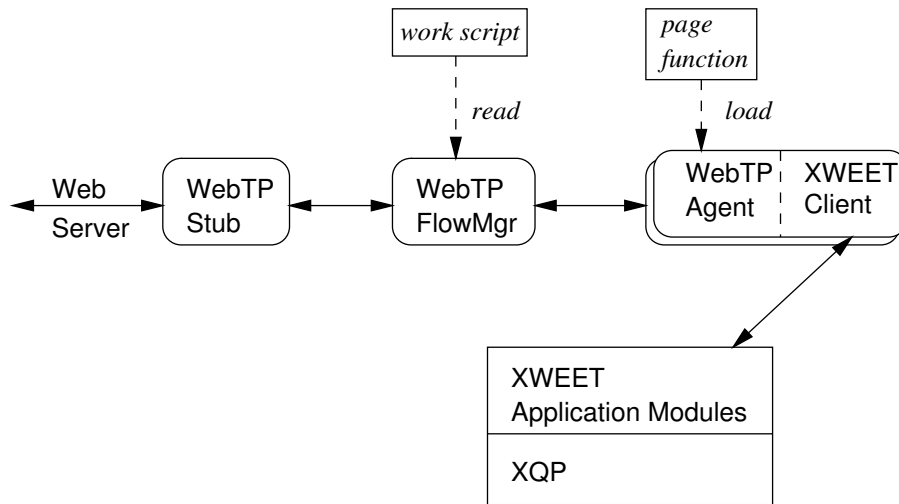 work script
page
function
read
load
Web
Server
WebTP
Stub
WebTP
FlowMgr
WebTP
Agent
XWEET
Client
XWEET
Application Modules
XQP